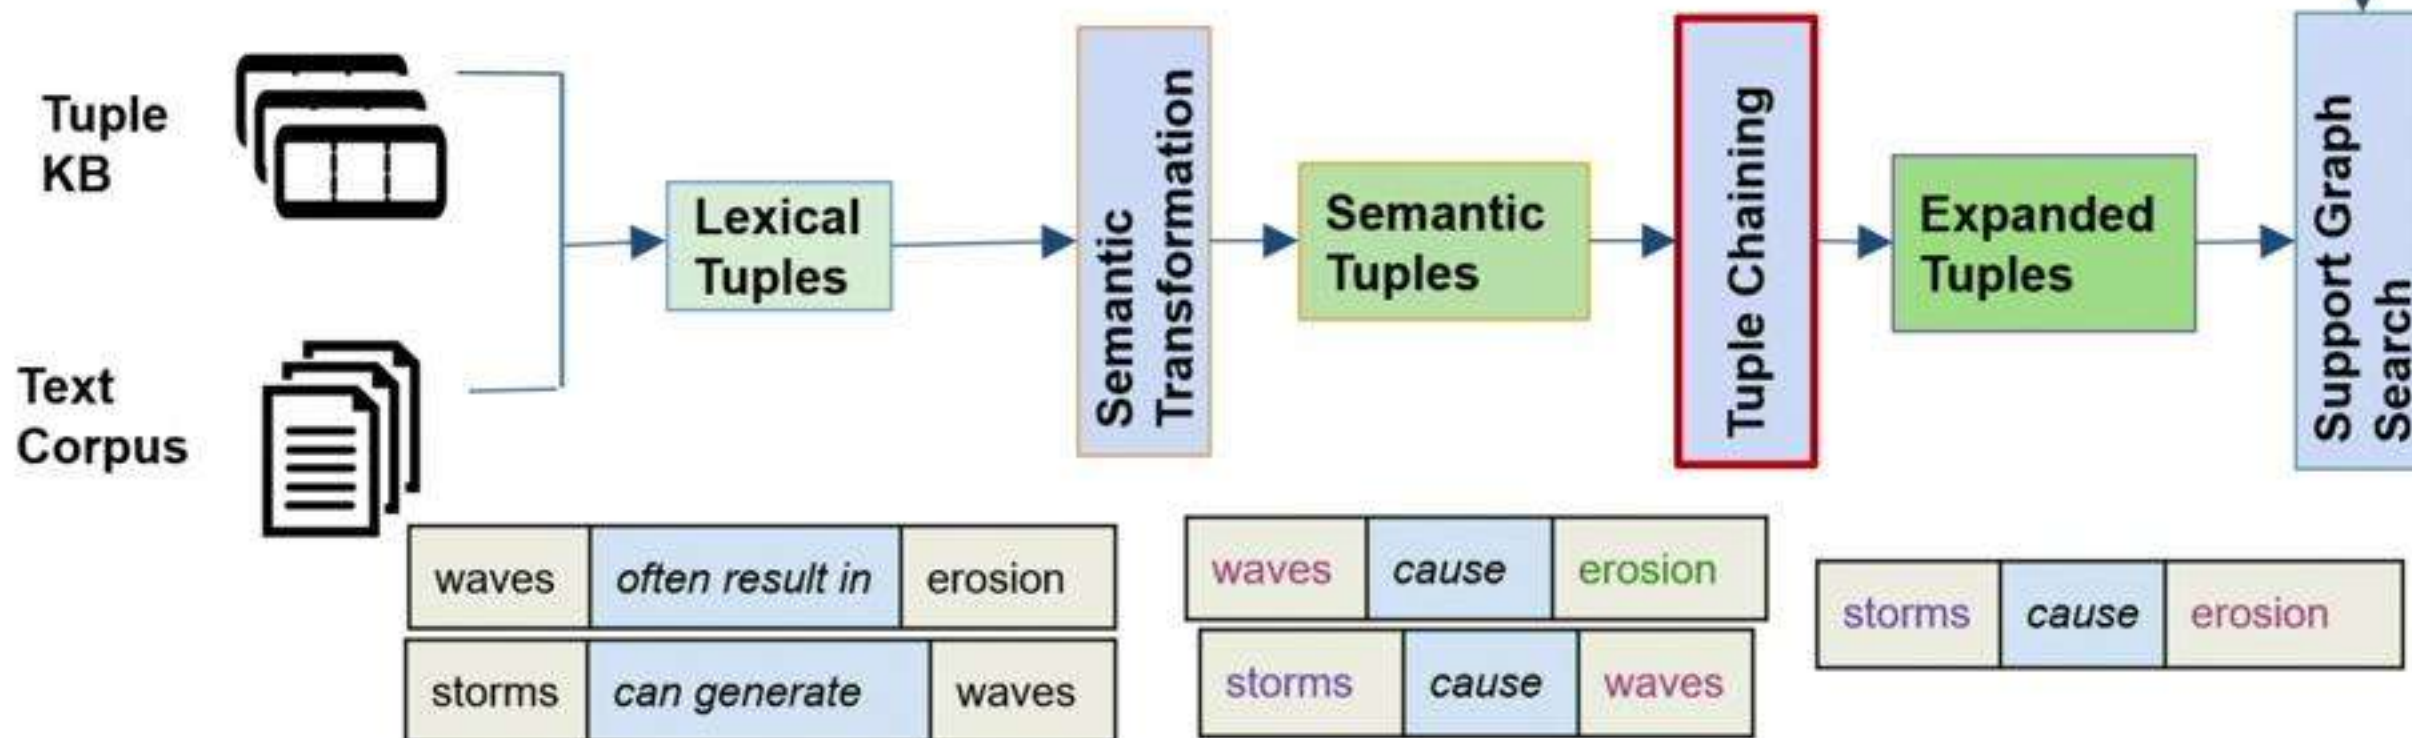 Tuple
KB
Text
Corpus
Lexical
Tuples
Semantic
Transformation
Semantic
Tuples
Tuple Chaining
Expanded
Tuples
Support Graph
Search
waves often result in erosion
storms can generate waves
waves cause erosion
storms cause waves
storms cause erosion